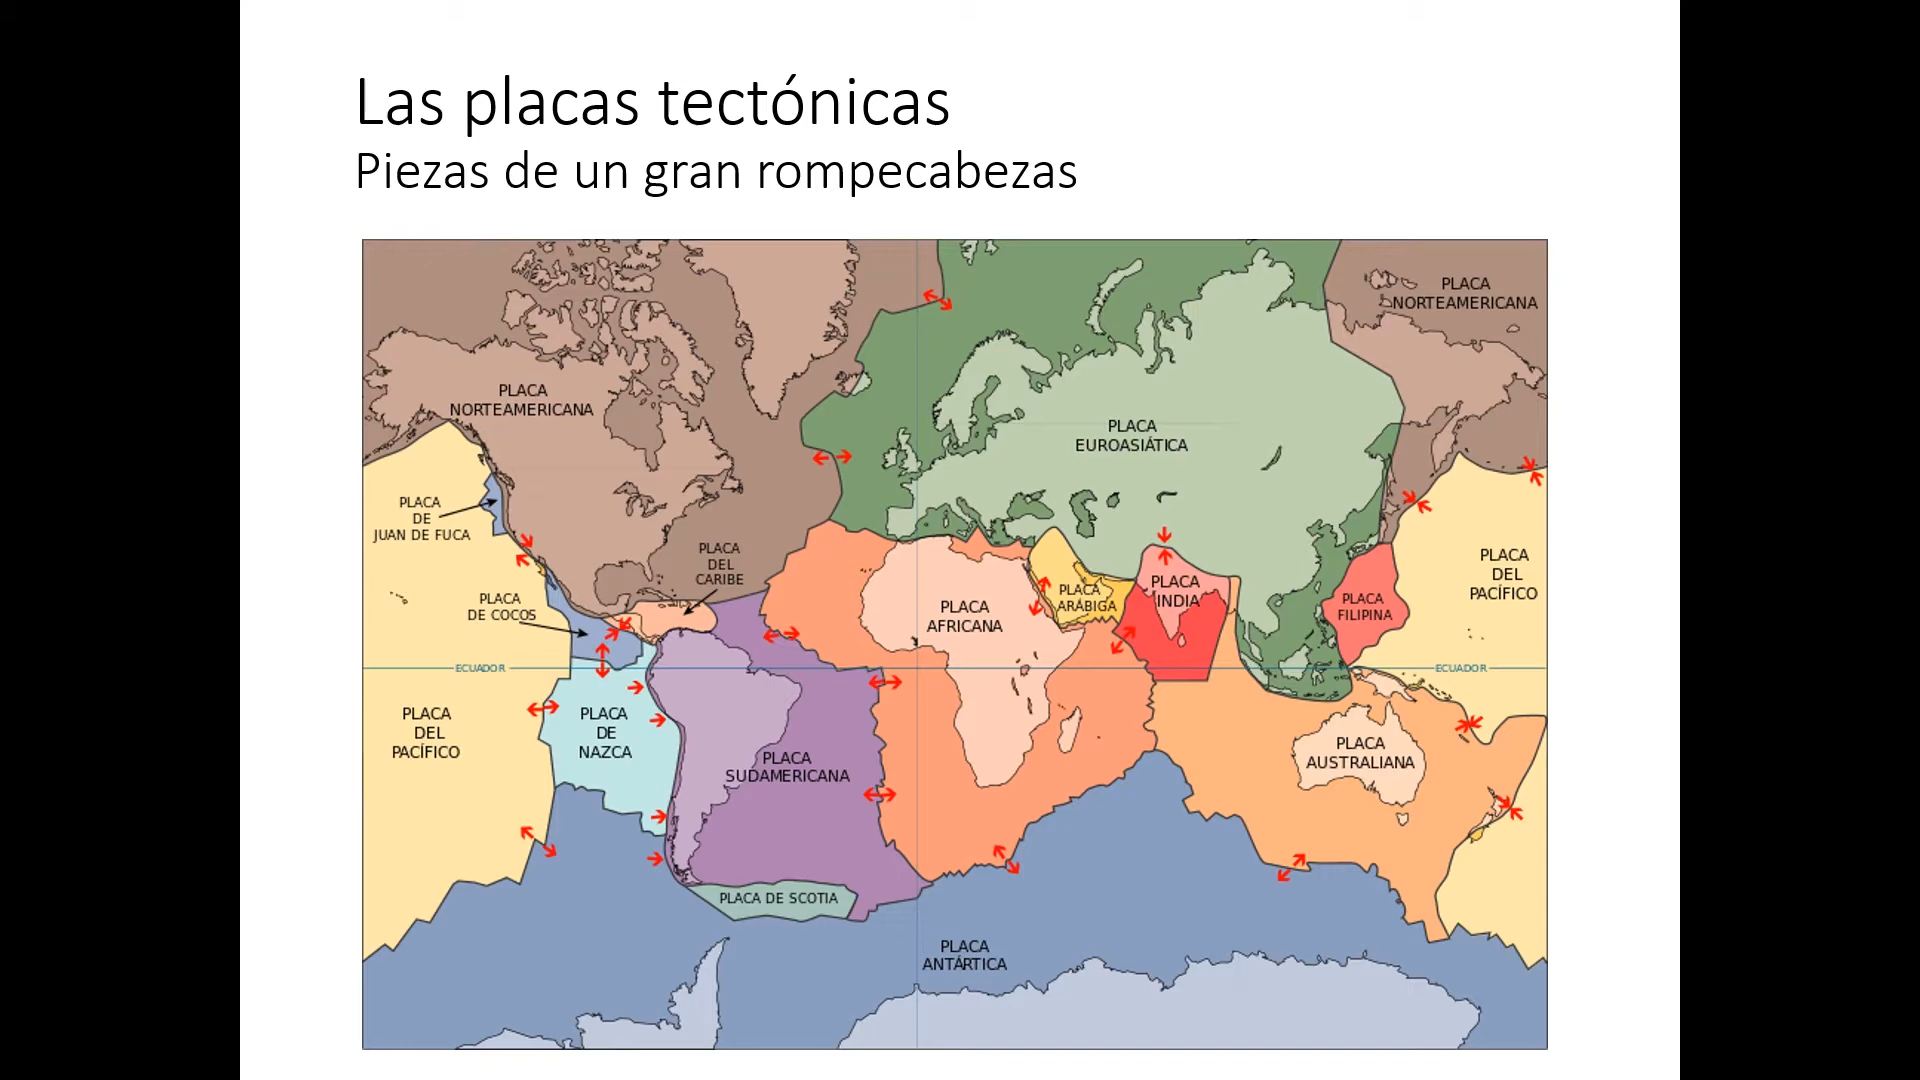 Las placas tectónicas
Piezas de un gran rompecabezas
PLACA
NORTEAMERICANA
PLACA
NORTEAMERICANA
PLACA
EUROASIÁTICA
PLACA
DE
JUAN DE FUCA
PLACA
DEL
CARIBE
PLACA
DE COCOS
PLACA
AFRICANA
PLACA
ARÁBIGA
PLACA
INDIA
PLACA
FILIPINA
PLACA
DEL
PACÍFICO
ECUADOR
ECUADOR
PLACA
DEL
PACÍFICO
PLACA
DE
NAZCA
PLACA
SUDAMERICANA
PLACA
AUSTRALIANA
PLACA DE SCOTIA
PLACA
ANTÁRTICA